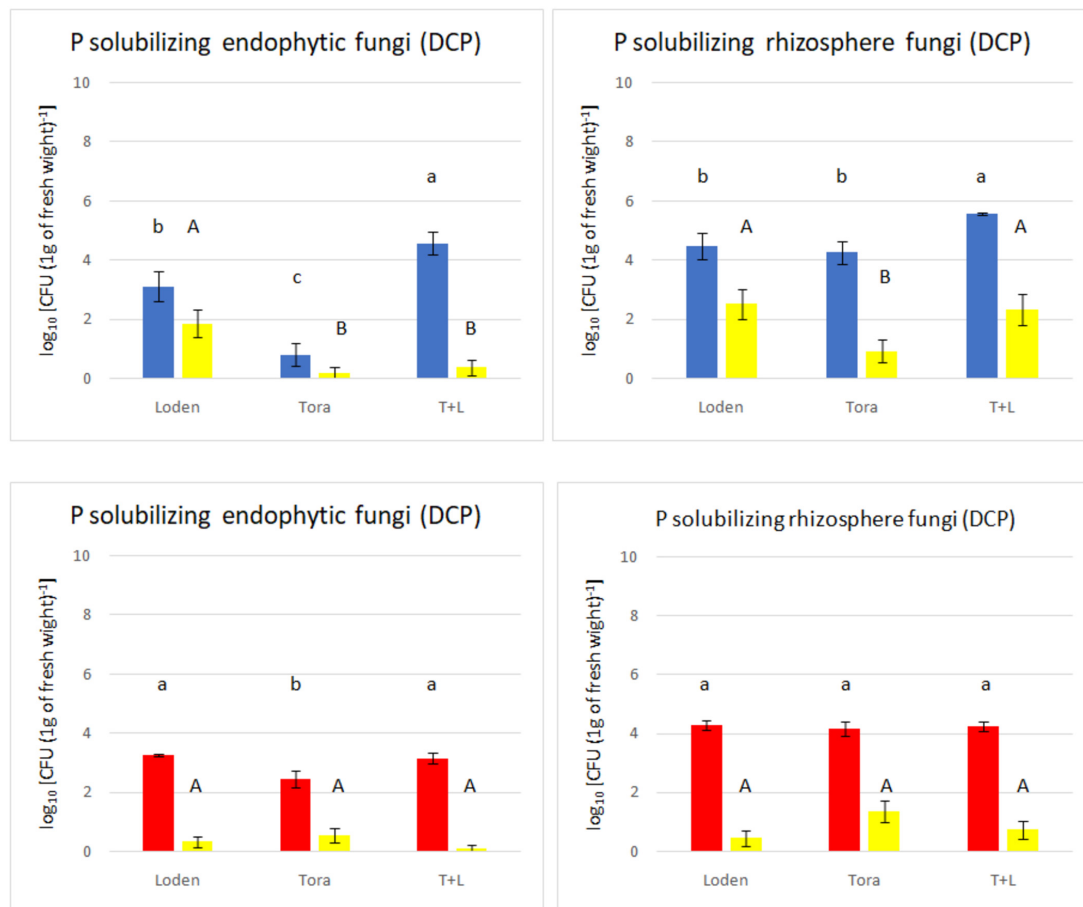 P solubilizing endophytic fungi (DCP)
log₁₀ [CFU (1g of fresh wight)⁻¹]
10
8
6
4
2
0
b
A
c
B
a
B
Loden
Tora
T+L
P solubilizing rhizosphere fungi (DCP)
log₁₀ [CFU (1g of fresh wight)⁻¹]
10
8
6
4
2
0
b
A
b
B
a
A
Loden
Tora
T+L
P solubilizing endophytic fungi (DCP)
log₁₀ [CFU (1g of fresh wight)⁻¹]
10
8
6
4
2
0
a
A
b
A
a
A
Loden
Tora
T+L
P solubilizing rhizosphere fungi (DCP)
log₁₀ [CFU (1g of fresh wight)⁻¹]
10
8
6
4
2
0
a
A
a
A
a
A
Loden
Tora
T+L